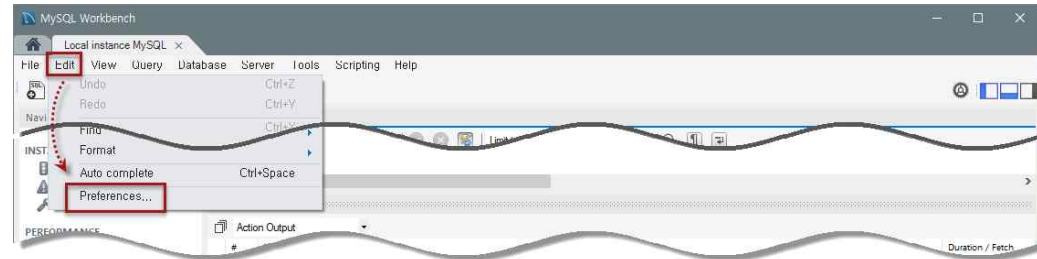 MySQL Workbench
Local instance MySQL
File Edit View Query Database Server Tools Scripting Help
Undo Ctrl+Z
Redo Ctrl+Y
Navi
Find
Format
INST
Auto complete Ctrl+Space
Preferences...
PERFORMANCE
Action Output
#
Duration / Fetch